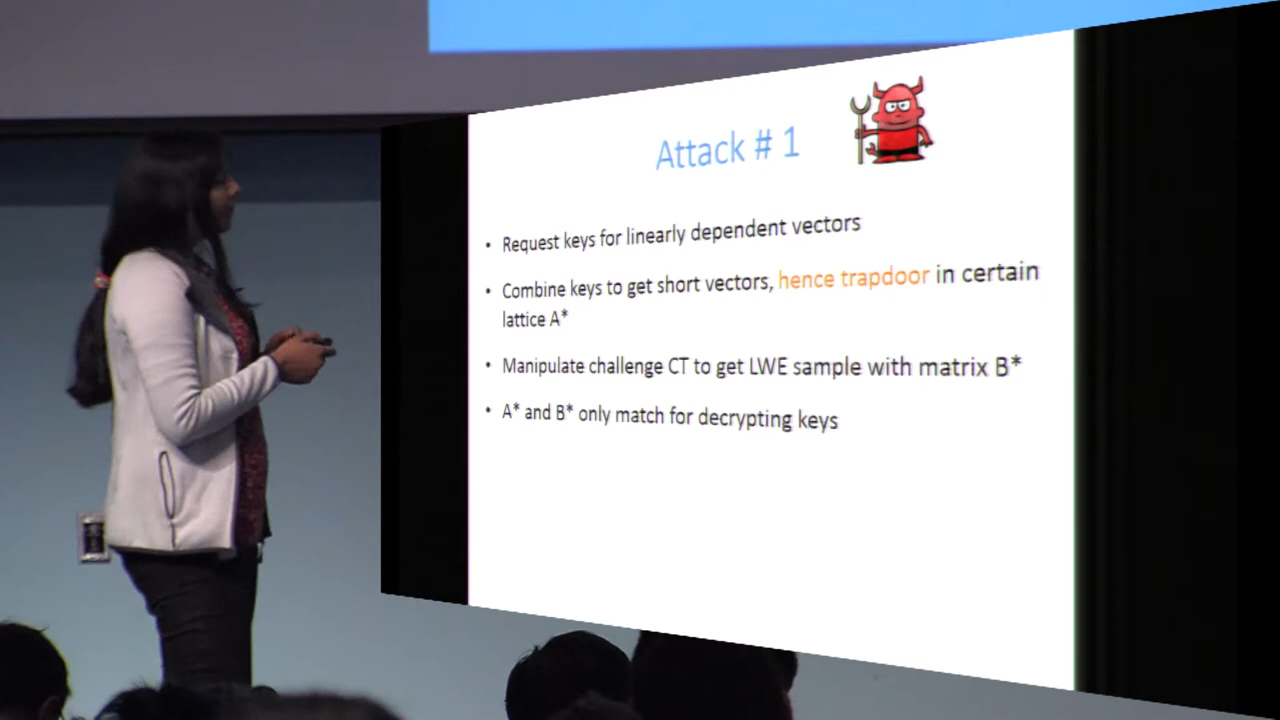 Attack # 1
• Request keys for linearly dependent vectors
• Combine keys to get short vectors, hence trapdoor in certain
lattice A*
• Manipulate challenge CT to get LWE sample with matrix B*
• A* and B* only match for decrypting keys